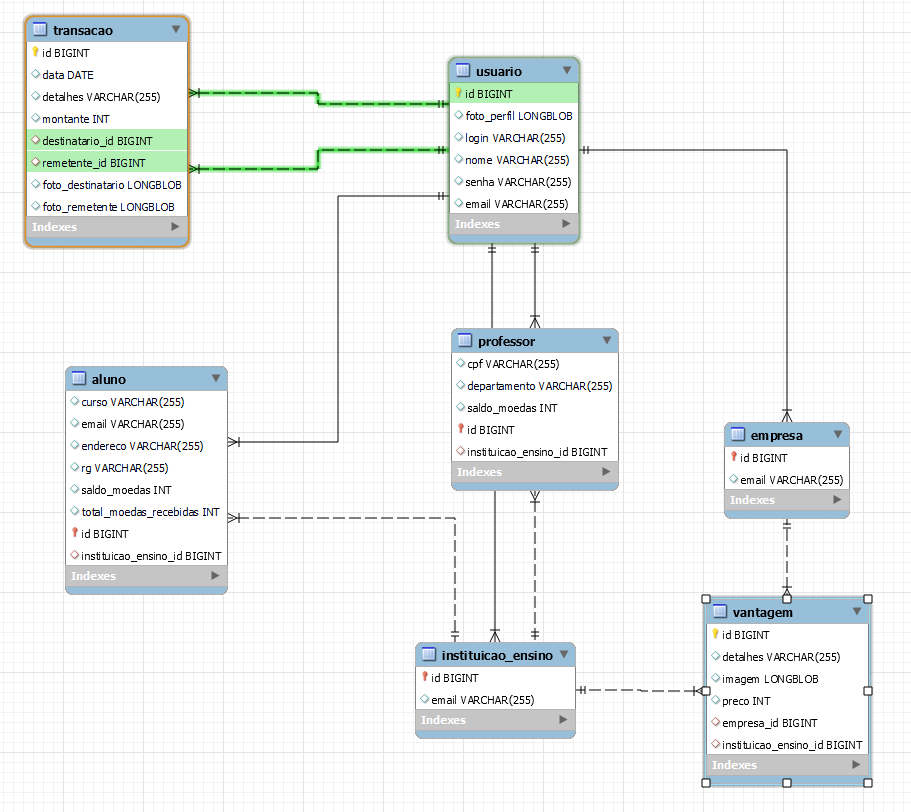 transacao
id BIGINT
data DATE
detalhes VARCHAR(255)
montante INT
destinatario_id BIGINT
remetente_id BIGINT
foto_destinatario LONGBLOB
foto_remetente LONGBLOB
Indexes
usuario
id BIGINT
foto_perfil LONGBLOB
login VARCHAR(255)
nome VARCHAR(255)
senha VARCHAR(255)
email VARCHAR(255)
Indexes
professor
cpf VARCHAR(255)
departamento VARCHAR(255)
saldo_moedas INT
id BIGINT
instituicao_ensino_id BIGINT
Indexes
aluno
curso VARCHAR(255)
email VARCHAR(255)
endereco VARCHAR(255)
rg VARCHAR(255)
saldo_moedas INT
total_moedas_recebidas INT
id BIGINT
instituicao_ensino_id BIGINT
Indexes
empresa
id BIGINT
email VARCHAR(255)
Indexes
instituicao_ensino
id BIGINT
email VARCHAR(255)
Indexes
vantagem
id BIGINT
detalhes VARCHAR(255)
imagem LONGBLOB
preco INT
empresa_id BIGINT
instituicao_ensino_id BIGINT
Indexes